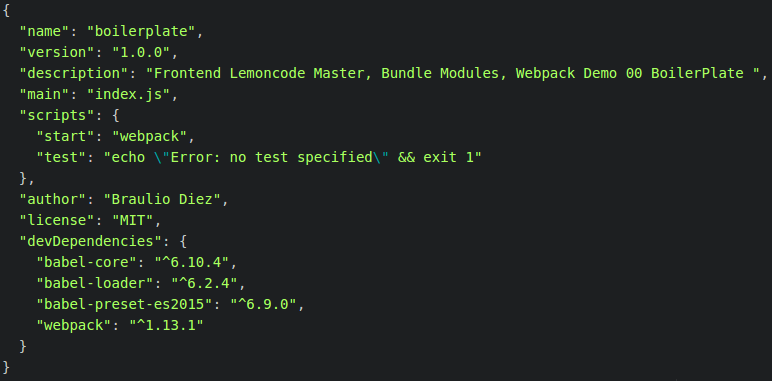 {
  "name": "boilerplate",
  "version": "1.0.0",
  "description": "Frontend Lemoncode Master, Bundle Modules, Webpack Demo 00 BoilerPlate ",
  "main": "index.js",
  "scripts": {
    "start": "webpack",
    "test": "echo \"Error: no test specified\" && exit 1"
  },
  "author": "Braulio Diez",
  "license": "MIT",
  "devDependencies": {
    "babel-core": "^6.10.4",
    "babel-loader": "^6.2.4",
    "babel-preset-es2015": "^6.9.0",
    "webpack": "^1.13.1"
  }
}